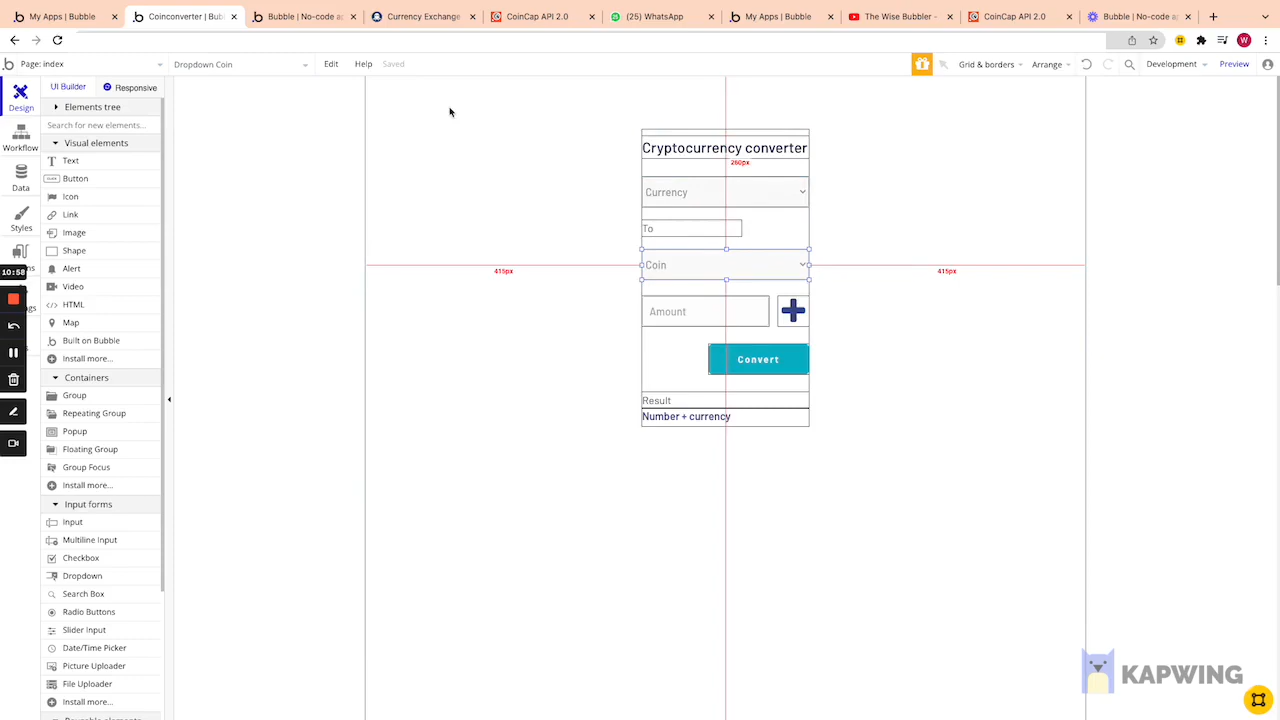 My Apps | Bubble
Coinconverter | Bubb
Bubble | No-code ap
Currency Exchange
CoinCap API 2.0
(25) WhatsApp
My Apps | Bubble
The Wise Bubbler -
CoinCap API 2.0
Bubble | No-code ap
W
Page: index
Dropdown Coin
Edit
Help
Saved
Grid & borders
Arrange
Development
Preview
Design
Workflow
Data
Styles
10:58
UI Builder
Responsive
Elements tree
Search for new elements...
Visual elements
Text
Button
Icon
Link
Image
Shape
Alert
Video
HTML
Map
Built on Bubble
Install more...
Containers
Group
Repeating Group
Popup
Floating Group
Group Focus
Install more...
Input forms
Input
Multiline Input
Checkbox
Dropdown
Search Box
Radio Buttons
Slider Input
Date/Time Picker
Picture Uploader
File Uploader
Install more...
Cryptocurrency converter
260px
Currency
To
415px
Coin
415px
Amount
Convert
Result
Number + currency
KAPWING